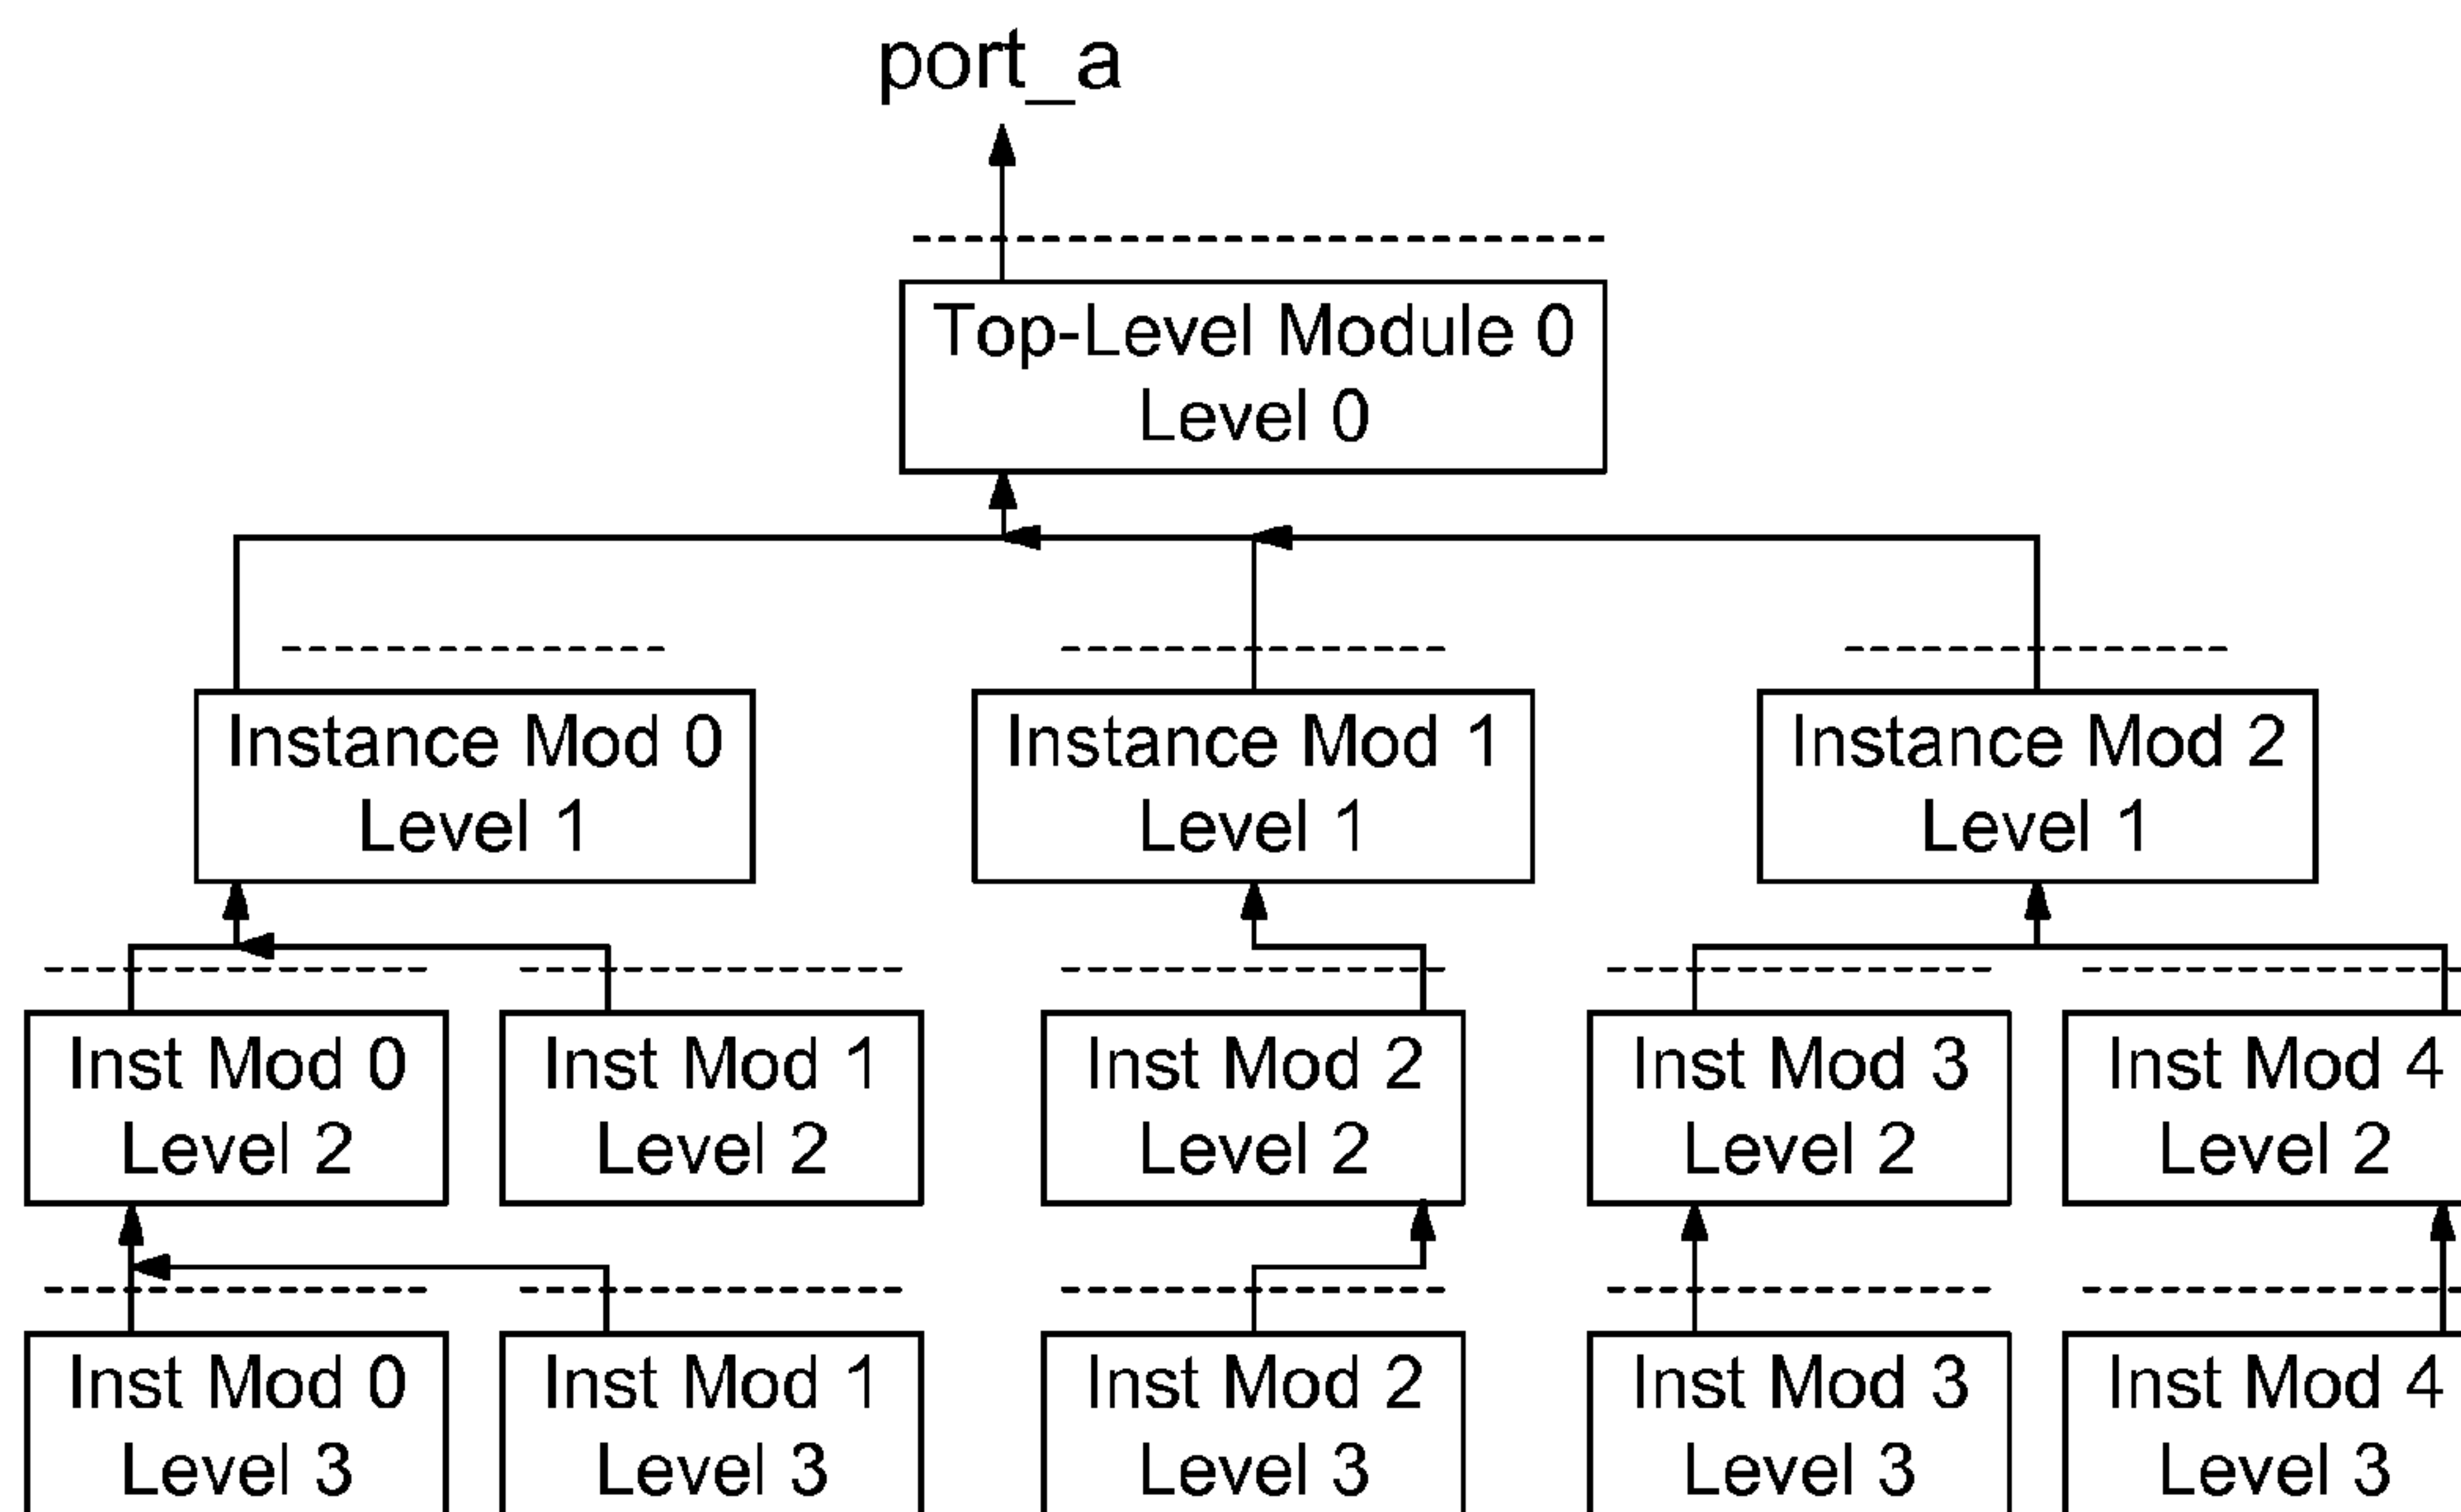 port_a
Top-Level Module 0
Level 0
Instance Mod 0
Level 1
Instance Mod 1
Level 1
Instance Mod 2
Level 1
Inst Mod 0
Level 2
Inst Mod 1
Level 2
Inst Mod 2
Level 2
Inst Mod 3
Level 2
Inst Mod 4
Level 2
Inst Mod 0
Level 3
Inst Mod 1
Level 3
Inst Mod 2
Level 3
Inst Mod 3
Level 3
Inst Mod 4
Level 3